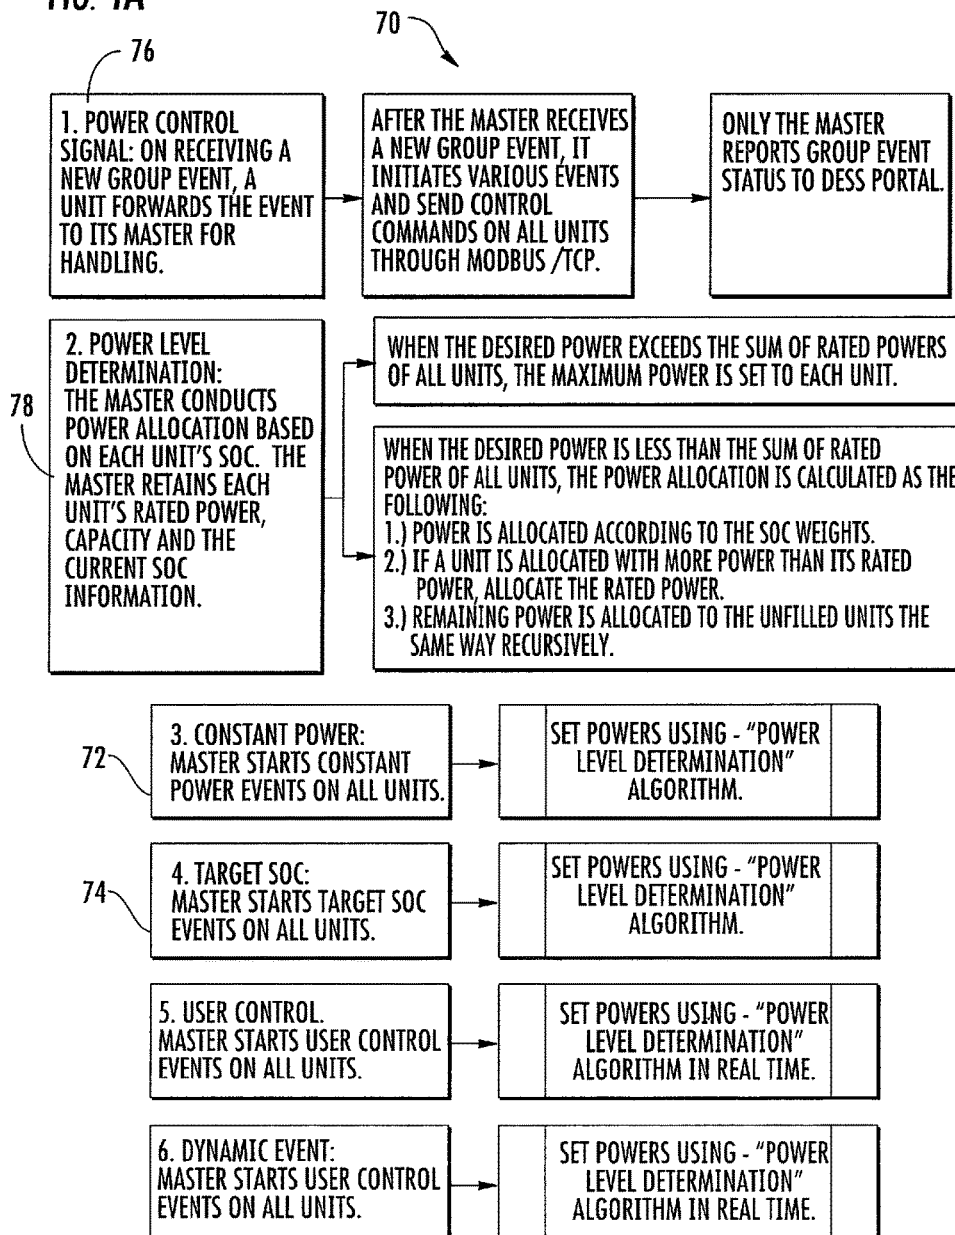 70
76
1. POWER CONTROL
SIGNAL: ON RECEIVING A
NEW GROUP EVENT, A
UNIT FORWARDS THE EVENT
TO ITS MASTER FOR
HANDLING.
AFTER THE MASTER RECEIVES
A NEW GROUP EVENT, IT
INITIATES VARIOUS EVENTS
AND SEND CONTROL
COMMANDS ON ALL UNITS
THROUGH MODBUS /TCP.
ONLY THE MASTER
REPORTS GROUP EVENT
STATUS TO DESS PORTAL.
78
2. POWER LEVEL
DETERMINATION:
THE MASTER CONDUCTS
POWER ALLOCATION BASED
ON EACH UNIT'S SOC. THE
MASTER RETAINS EACH
UNIT'S RATED POWER,
CAPACITY AND THE
CURRENT SOC
INFORMATION.
WHEN THE DESIRED POWER EXCEEDS THE SUM OF RATED POWERS
OF ALL UNITS, THE MAXIMUM POWER IS SET TO EACH UNIT.
WHEN THE DESIRED POWER IS LESS THAN THE SUM OF RATED
POWER OF ALL UNITS, THE POWER ALLOCATION IS CALCULATED AS THE
FOLLOWING:
1.) POWER IS ALLOCATED ACCORDING TO THE SOC WEIGHTS.
2.) IF A UNIT IS ALLOCATED WITH MORE POWER THAN ITS RATED
POWER, ALLOCATE THE RATED POWER.
3.) REMAINING POWER IS ALLOCATED TO THE UNFILLED UNITS THE
SAME WAY RECURSIVELY.
72
3. CONSTANT POWER:
MASTER STARTS CONSTANT
POWER EVENTS ON ALL UNITS.
SET POWERS USING - "POWER
LEVEL DETERMINATION"
ALGORITHM.
74
4. TARGET SOC:
MASTER STARTS TARGET SOC
EVENTS ON ALL UNITS.
SET POWERS USING - "POWER
LEVEL DETERMINATION"
ALGORITHM.
5. USER CONTROL.
MASTER STARTS USER CONTROL
EVENTS ON ALL UNITS.
SET POWERS USING - "POWER
LEVEL DETERMINATION"
ALGORITHM IN REAL TIME.
6. DYNAMIC EVENT:
MASTER STARTS USER CONTROL
EVENTS ON ALL UNITS.
SET POWERS USING - "POWER
LEVEL DETERMINATION"
ALGORITHM IN REAL TIME.